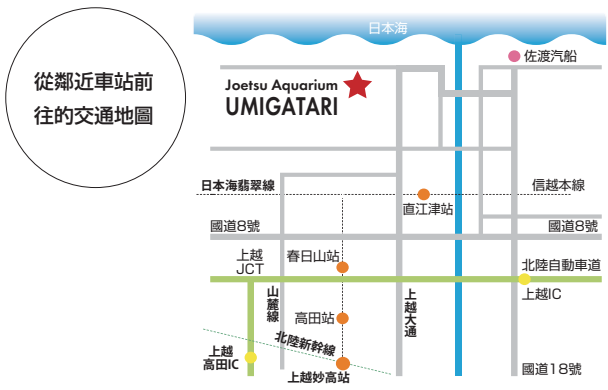 從鄰近車站前
往的交通地圖
日本海
佐渡汽船
Joetsu Aquarium
UMIGATARI
日本海翡翠線
信越本線
直江津站
國道8號
國道8號
上越
JCT
春日山站
北陸自動車道
上越IC
山麓線
上越大通
高田站
北陸新幹線
上越
高田IC
上越妙高站
國道18號